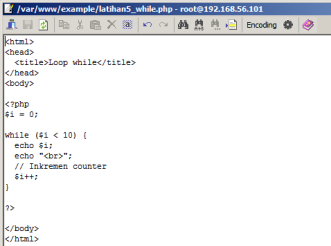 /var/www/example/latihan5_while.php - root@192.168.56.101
Encoding
<html>
<head>
  <title>Loop while</title>
</head>
<body>

<?php
$i = 0;

while ($i < 10) {
  echo $i;
  echo "<br>";
  // Inkremen counter
  $i++;
}

?>

</body>
</html>